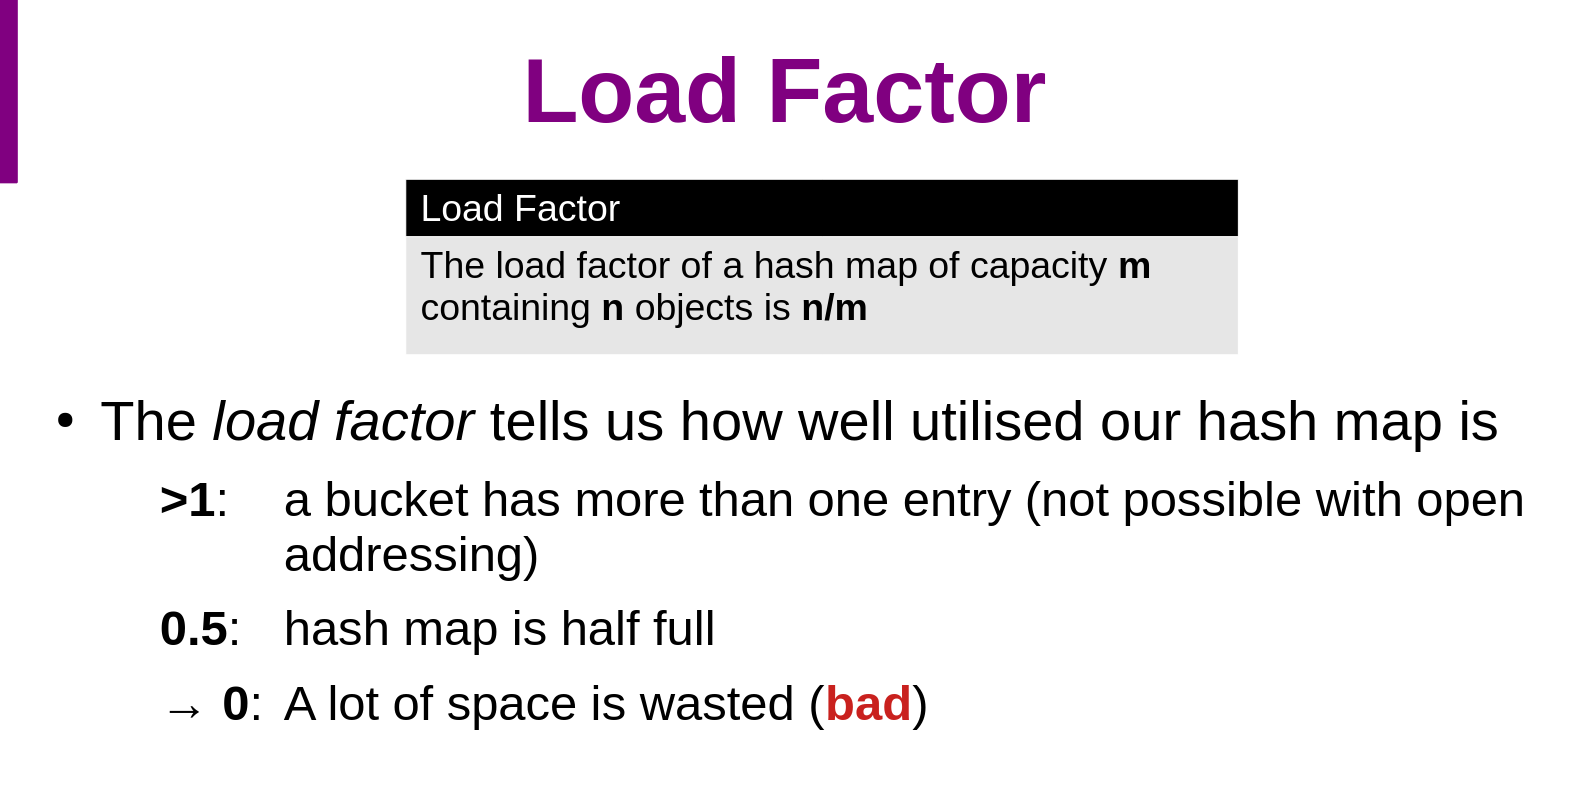 Load Factor
Load Factor
The load factor of a hash map of capacity m
containing n objects is n/m
• The load factor tells us how well utilised our hash map is
>1: a bucket has more than one entry (not possible with open
addressing)
0.5: hash map is half full
→ 0: A lot of space is wasted (bad)